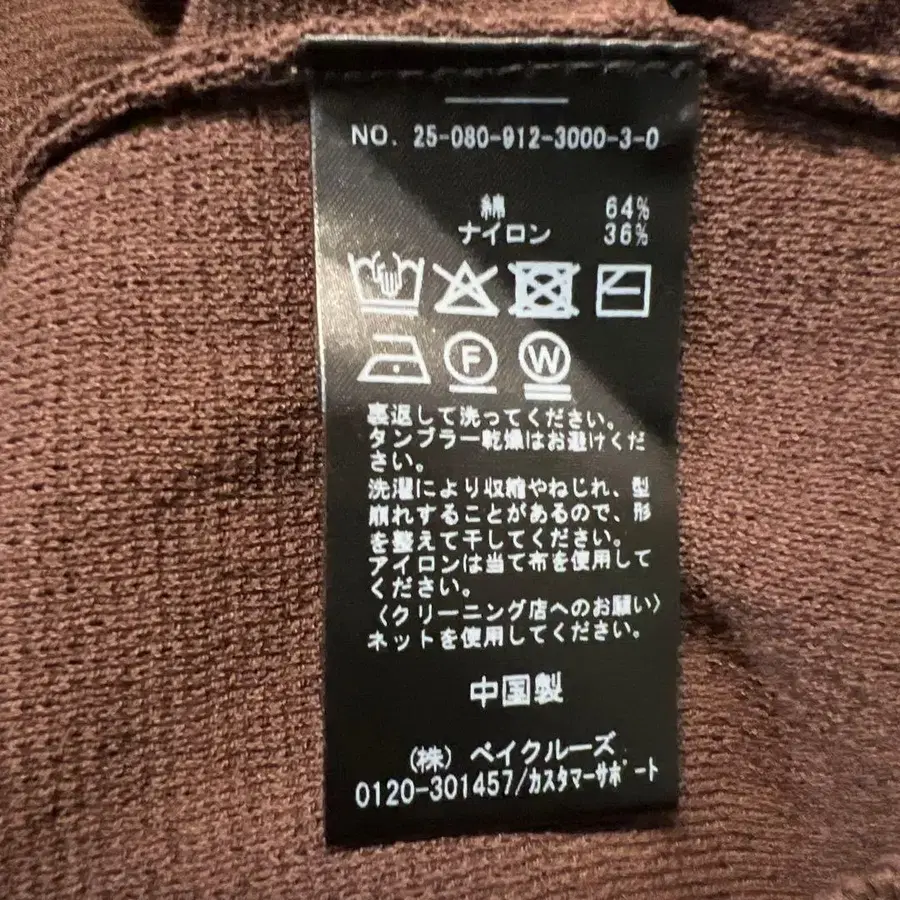 NO. 25-080-912-3000-3-0
綿 64%
ナイロン 36%
F W
裏返して洗ってください。
タンブラー乾燥はお避けくだ
さい。
洗濯により収縮やねじれ、型
崩れすることがあるので、形
を整えて干してください。
アイロンは当て布を使用して
ください。
〈クリーニング店へのお願い〉
ネットを使用してください。
中国製
(株) ベイクルーズ
0120-301457/カスタマーサポート